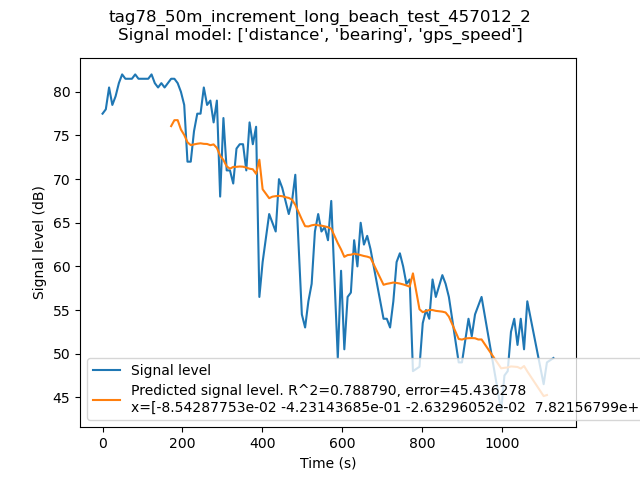 tag78_50m_increment_long_beach_test_457012_2
Signal model: ['distance', 'bearing', 'gps_speed']
Signal level (dB)
80
75
70
65
60
55
50
45
Signal level
Predicted signal level. R^2=0.788790, error=45.436278
x=[-8.54287753e-02 -4.23143685e-01 -2.63296052e-02  7.82156799e+
0
200
400
600
800
1000
Time (s)